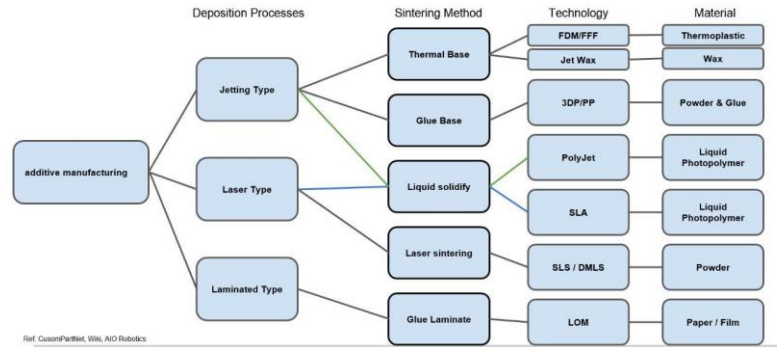 Deposition Processes
Sintering Method
Technology
Material
FDM/FFF
Thermoplastic
Thermal Base
Jet Wax
Wax
Jetting Type
Glue Base
3DP/PP
Powder & Glue
additive manufacturing
Laser Type
Liquid solidify
PolyJet
Liquid
Photopolymer
SLA
Liquid
Photopolymer
Laser sintering
SLS / DMLS
Powder
Laminated Type
Glue Laminate
LOM
Paper / Film
Ref. CusomPartNet, Wiki, AIO Robotics